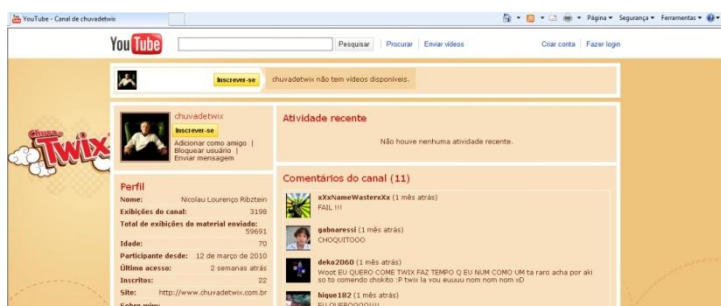 YouTube - Canal de chuvadetwix
Página Segurança Ferramentas
You Tube
Pesquisar | Procurar | Enviar vídeos
Criar conta | Fazer login
Inscrever-se
chuvadetwix não tem vídeos disponíveis.
Chuva de
Twix
chuvadetwix
Inscrever-se
Adicionar como amigo |
Bloquear usuário |
Enviar mensagem
Atividade recente
Não houve nenhuma atividade recente.
Perfil
Nome: Nicolau Lourenço Ribztein
Exibições do canal: 3198
Total de exibições do material enviado: 59691
Idade: 70
Participante desde: 12 de março de 2010
Último acesso: 2 semanas atrás
Inscritos: 22
Site: http://www.chuvadetwix.com.br
Sobre mim:
Comentários do canal (11)
xXxNameWasterxXx (1 mês atrás)
FAIL !!!
gabnaressi (1 mês atrás)
CHOQUITOOO
deko2060 (1 mês atrás)
Woot EU QUERO COME TWIX FAZ TEMPO Q EU NUM COMO UM ta raro acha por aki
so to comendo chokito :P twix la vou euuuu nom nom nom xD
hique182 (1 mês atrás)